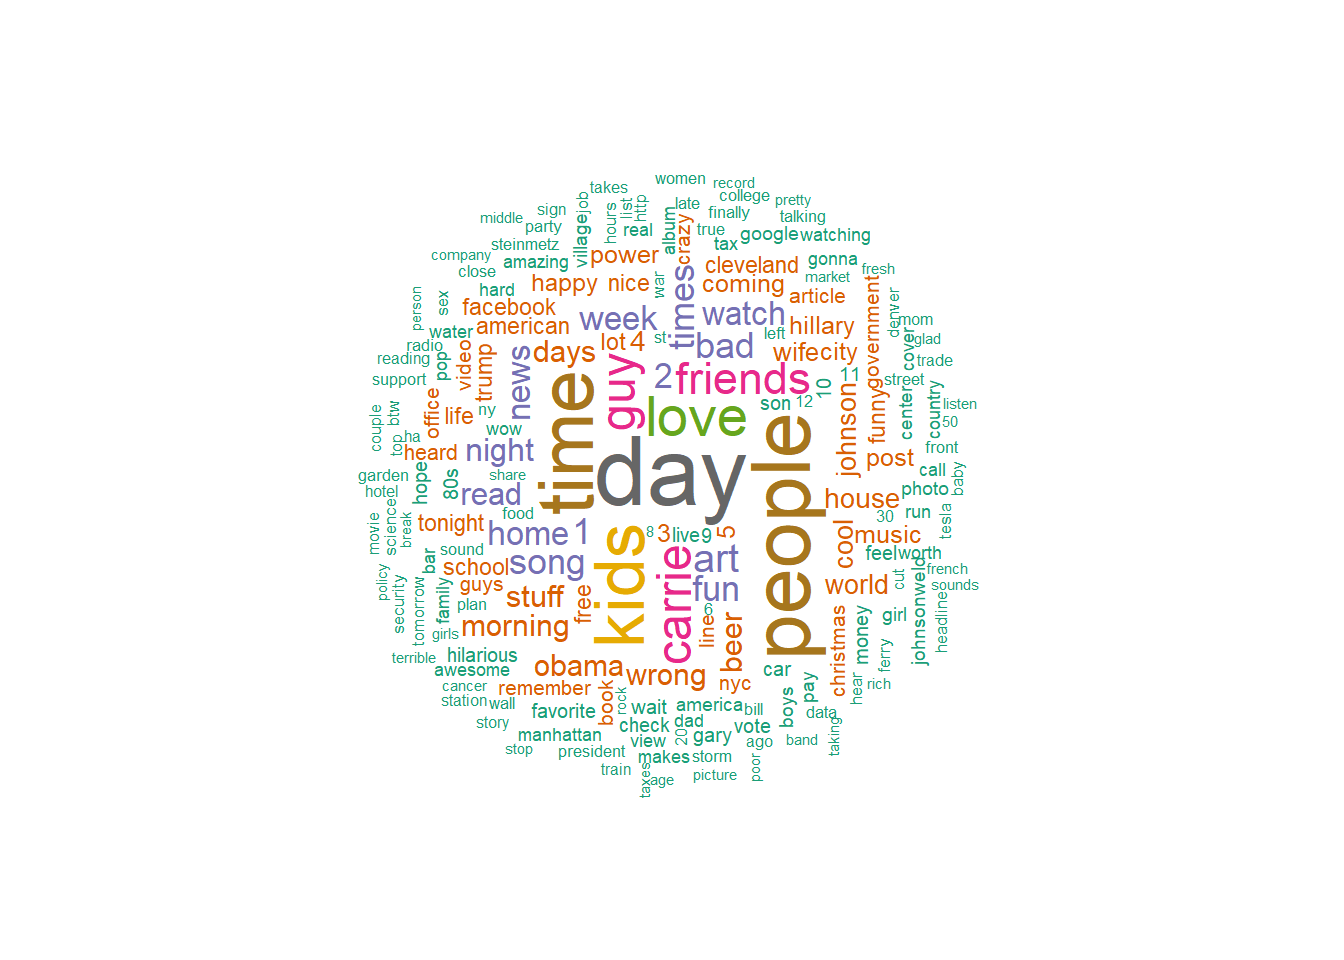 women
record
takes
college
pretty
job
list
http
late
sign
finally
talking
middle
hours
album
village
party
real
true
crazy
google
watching
steinmetz
tax
company
amazing
power
cleveland
gonna
close
war
market
fresh
happy
nice
coming
hard
article
sex
facebook
times
government
person
week
watch
denver
mom
american
hillary
water
st
left
glad
lot
4
bad
cover
radio
video
days
wife
city
reading
pop
news
trade
trump
guy
2
friends
11
support
10
street
time
love
son
12
johnson
funny
center
country
listen
office
life
btw
couple
ny
50
wow
day
people
top
ha
heard
night
post
front
share
call
garden
hope
80s
baby
hotel
read
house
photo
food
run
30
tesla
science
break
movie
tonight
home
1
kids
8
3
live
9
5
cool
music
sound
art
feel
worth
bar
song
school
carrie
french
policy
guys
fun
world
cut
sounds
security
tomorrow
family
stuff
free
plan
6
girl
johnsonweld
headline
girls
morning
line
beer
christmas
money
ferry
terrible
hilarious
awesome
obama
wrong
car
hear
rich
cancer
remember
nyc
pay
station
wall
book
rock
wait
america
bill
boys
data
story
favorite
check
dad
vote
manhattan
view
20
gary
ago
band
taking
stop
president
makes
storm
train
picture
poor
taxes
age